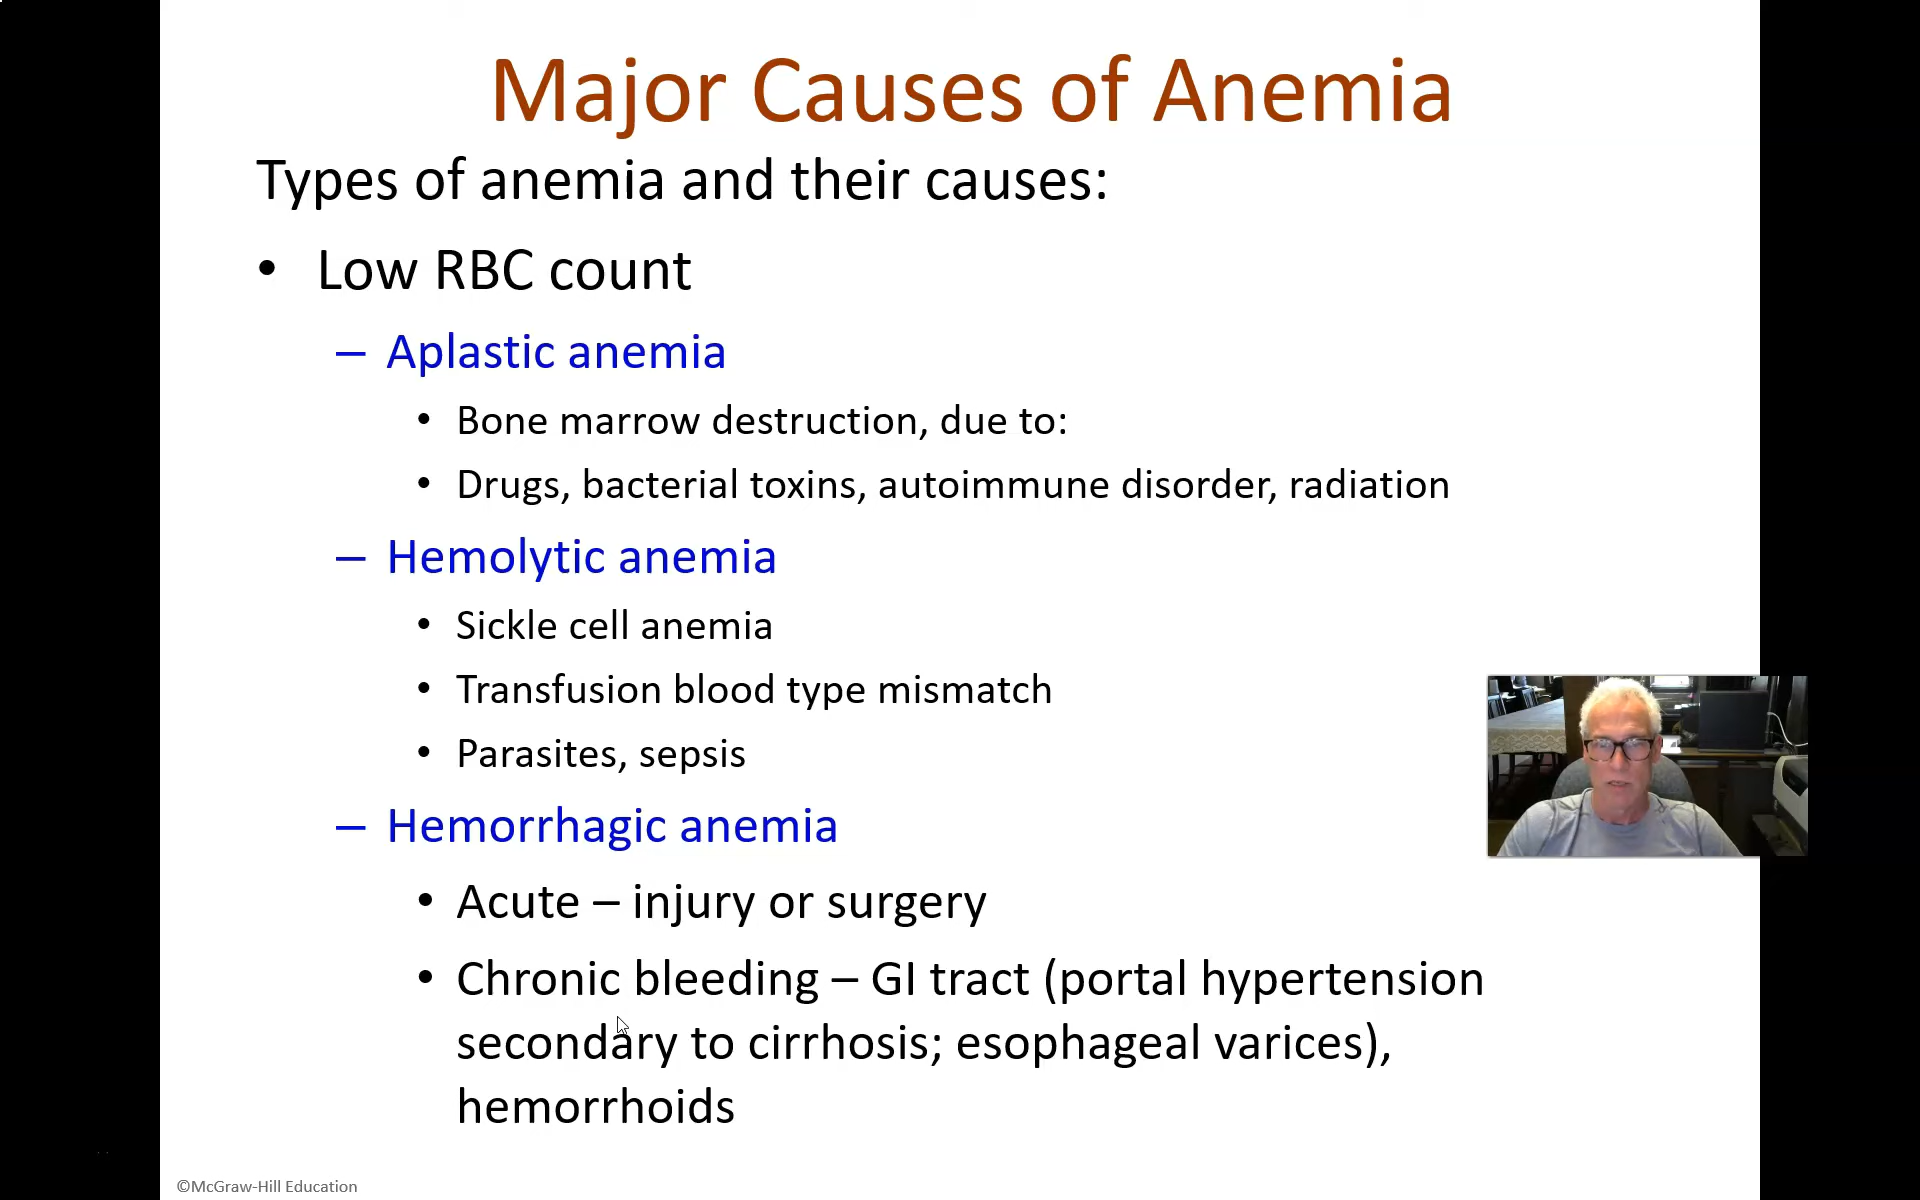 Major Causes of Anemia
Types of anemia and their causes:
• Low RBC count
– Aplastic anemia
• Bone marrow destruction, due to:
• Drugs, bacterial toxins, autoimmune disorder, radiation
– Hemolytic anemia
• Sickle cell anemia
• Transfusion blood type mismatch
• Parasites, sepsis
– Hemorrhagic anemia
• Acute – injury or surgery
• Chronic bleeding – GI tract (portal hypertension
secondary to cirrhosis; esophageal varices),
hemorrhoids
©McGraw-Hill Education